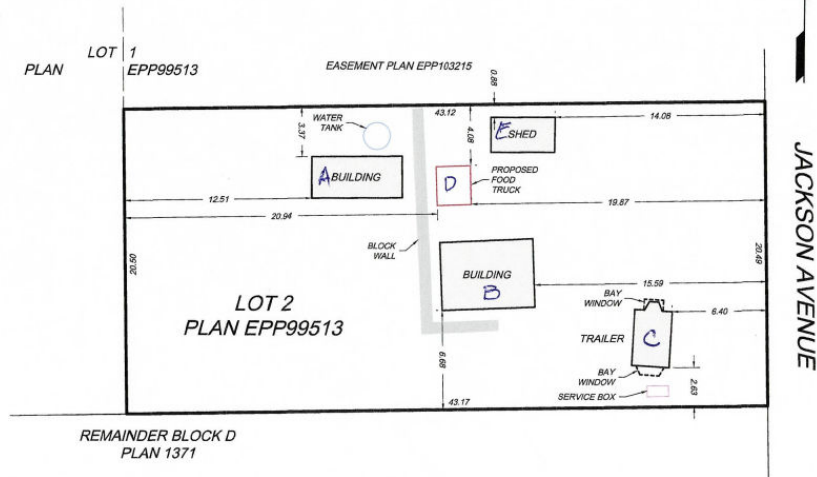 LOT 1
PLAN EPP99513
EASEMENT PLAN EPP103215
0.88
43.12
WATER
TANK
3.37
4.08
14.08
E SHED
A BUILDING
D
PROPOSED
FOOD
TRUCK
12.51
19.87
20.94
BLOCK
WALL
20.50
20.49
JACKSON AVENUE
BUILDING
B
15.59
BAY
WINDOW
6.40
LOT 2
PLAN EPP99513
TRAILER
C
6.68
BAY
WINDOW
2.63
SERVICE BOX
43.17
REMAINDER BLOCK D
PLAN 1371